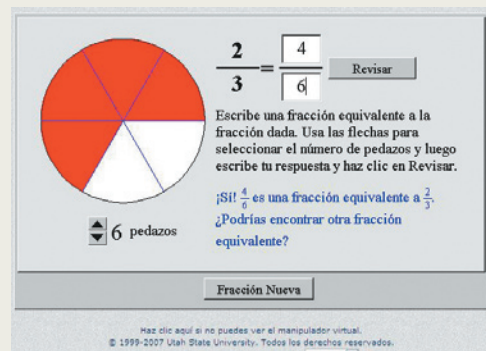 2/3 = 4/6
Revisar
Escribe una fracción equivalente a la
fracción dada. Usa las flechas para
seleccionar el número de pedazos y luego
escribe tu respuesta y haz clic en Revisar.
¡Sí! 4/6 es una fracción equivalente a 2/3.
¿Podrías encontrar otra fracción
equivalente?
6 pedazos
Fracción Nueva
Haz clic aquí si no puedes ver el manipulador virtual.
© 1999-2007 Utah State University. Todos los derechos reservados.